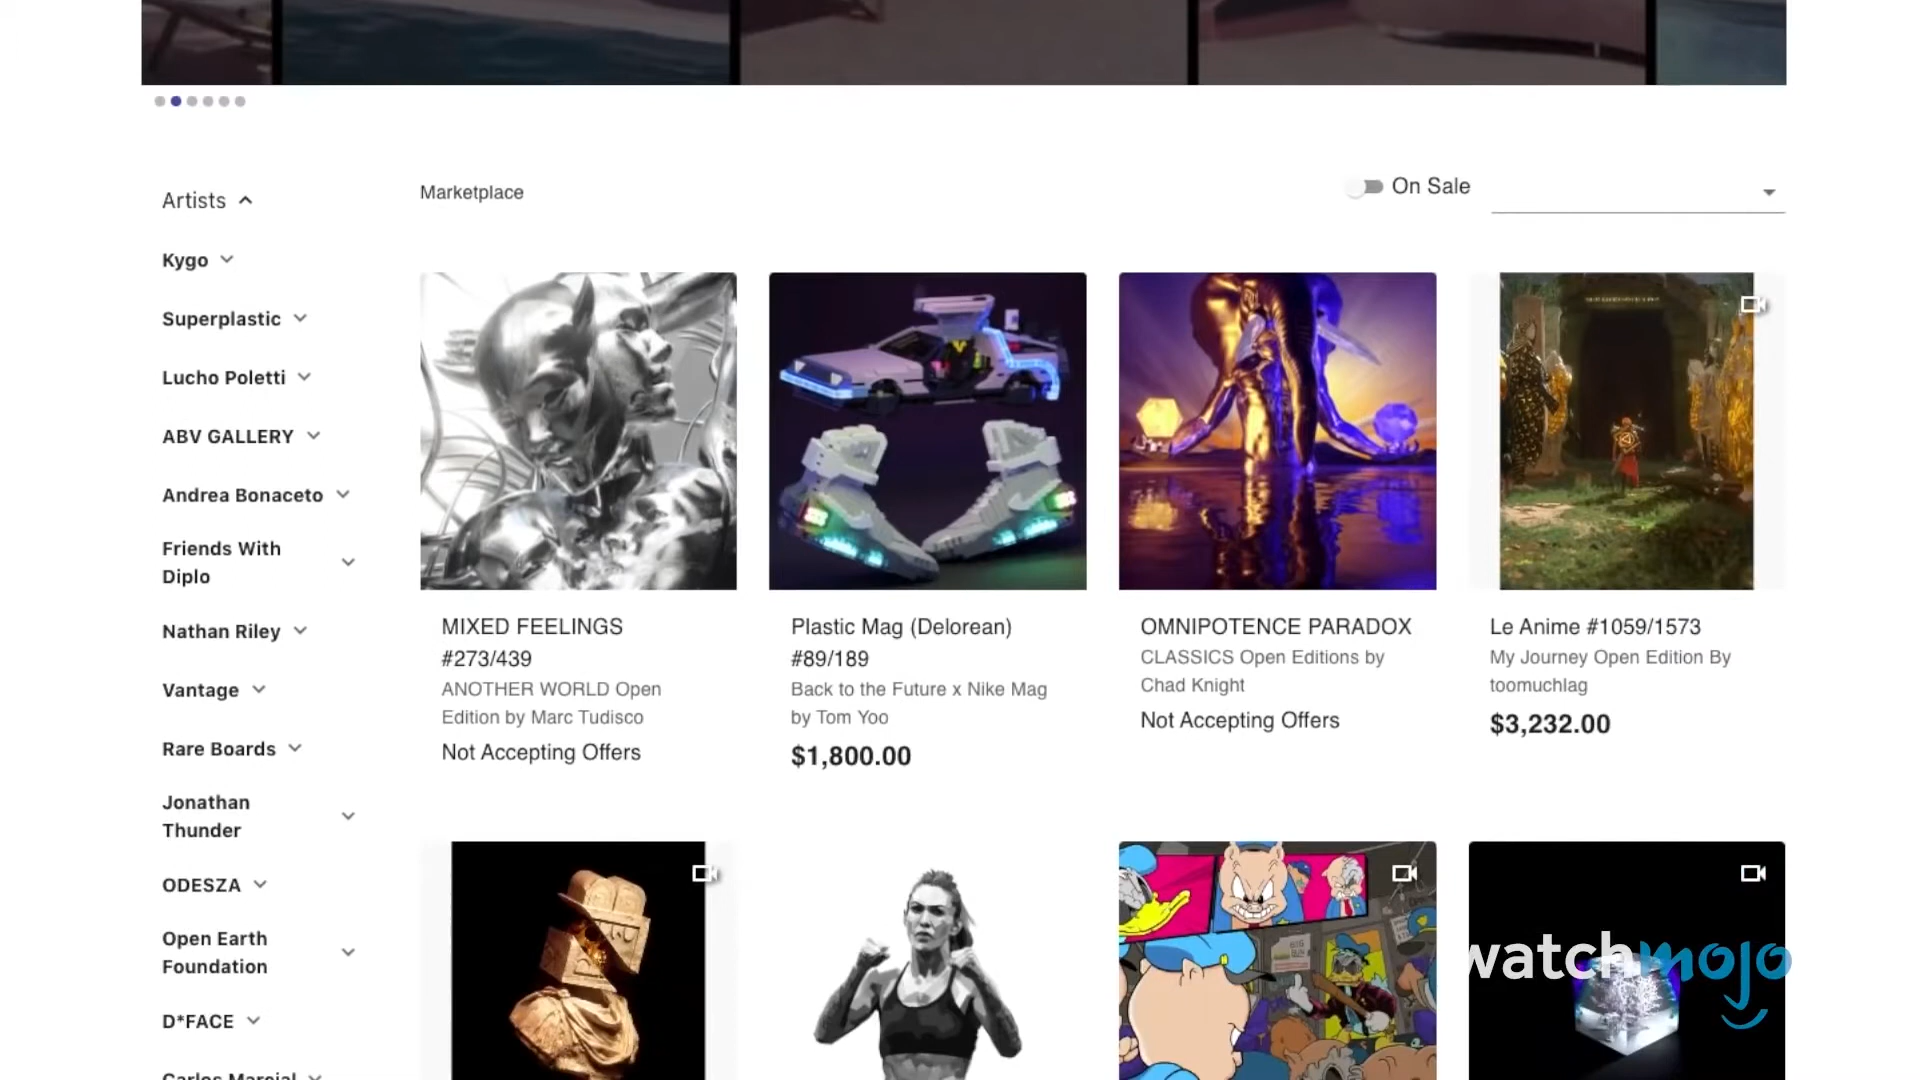 Artists
Marketplace
On Sale
Kygo
Superplastic
Lucho Poletti
ABV GALLERY
Andrea Bonaceto
Friends With
Diplo
Nathan Riley
Vantage
Rare Boards
Jonathan
Thunder
ODESZA
Open Earth
Foundation
D*FACE
Carlos Marcial
MIXED FEELINGS
#273/439
ANOTHER WORLD Open
Edition by Marc Tudisco
Not Accepting Offers
Plastic Mag (Delorean)
#89/189
Back to the Future x Nike Mag
by Tom Yoo
$1,800.00
OMNIPOTENCE PARADOX
CLASSICS Open Editions by
Chad Knight
Not Accepting Offers
Le Anime #1059/1573
My Journey Open Edition By
toomuchlag
$3,232.00
watchmojo